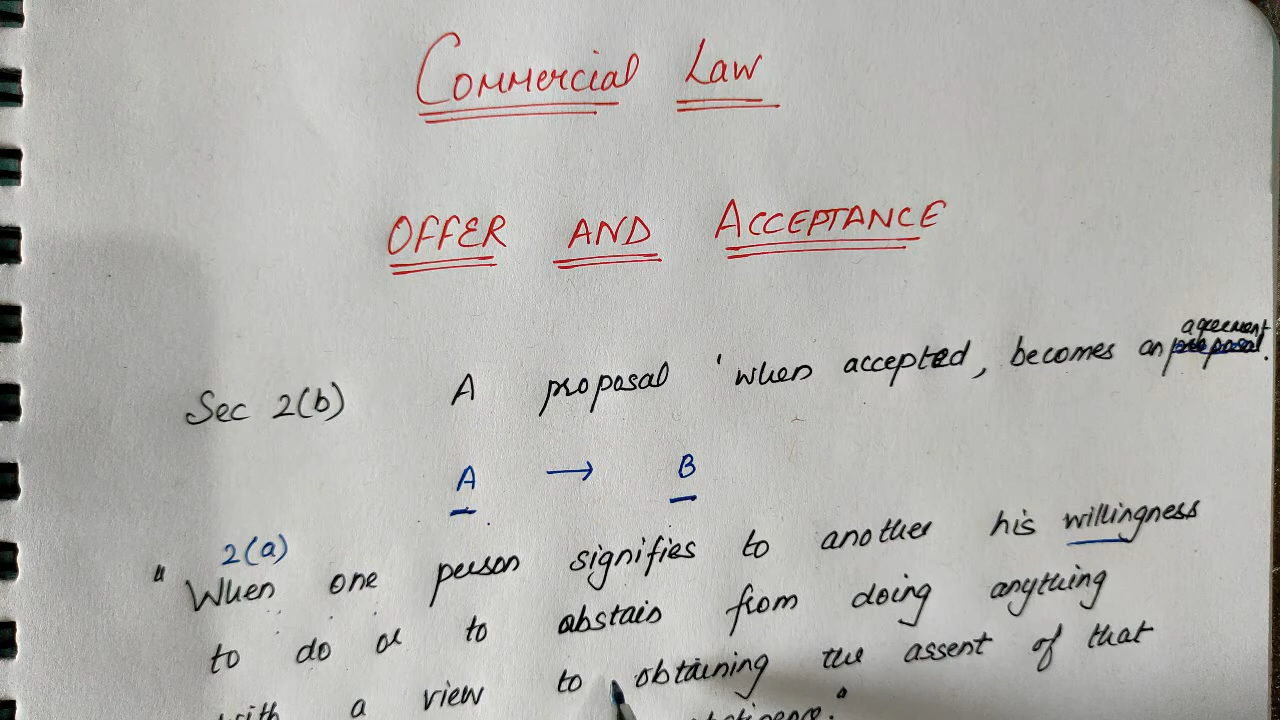 Commercial Law
OFFER AND ACCEPTANCE
agreement
Sec 2(b) A proposal 'when accepted, becomes an proposal.
A → B
2(a)
"When one person signifies to another his willingness
to do or to abstain from doing anything
with a view to obtaining the assent of that
"